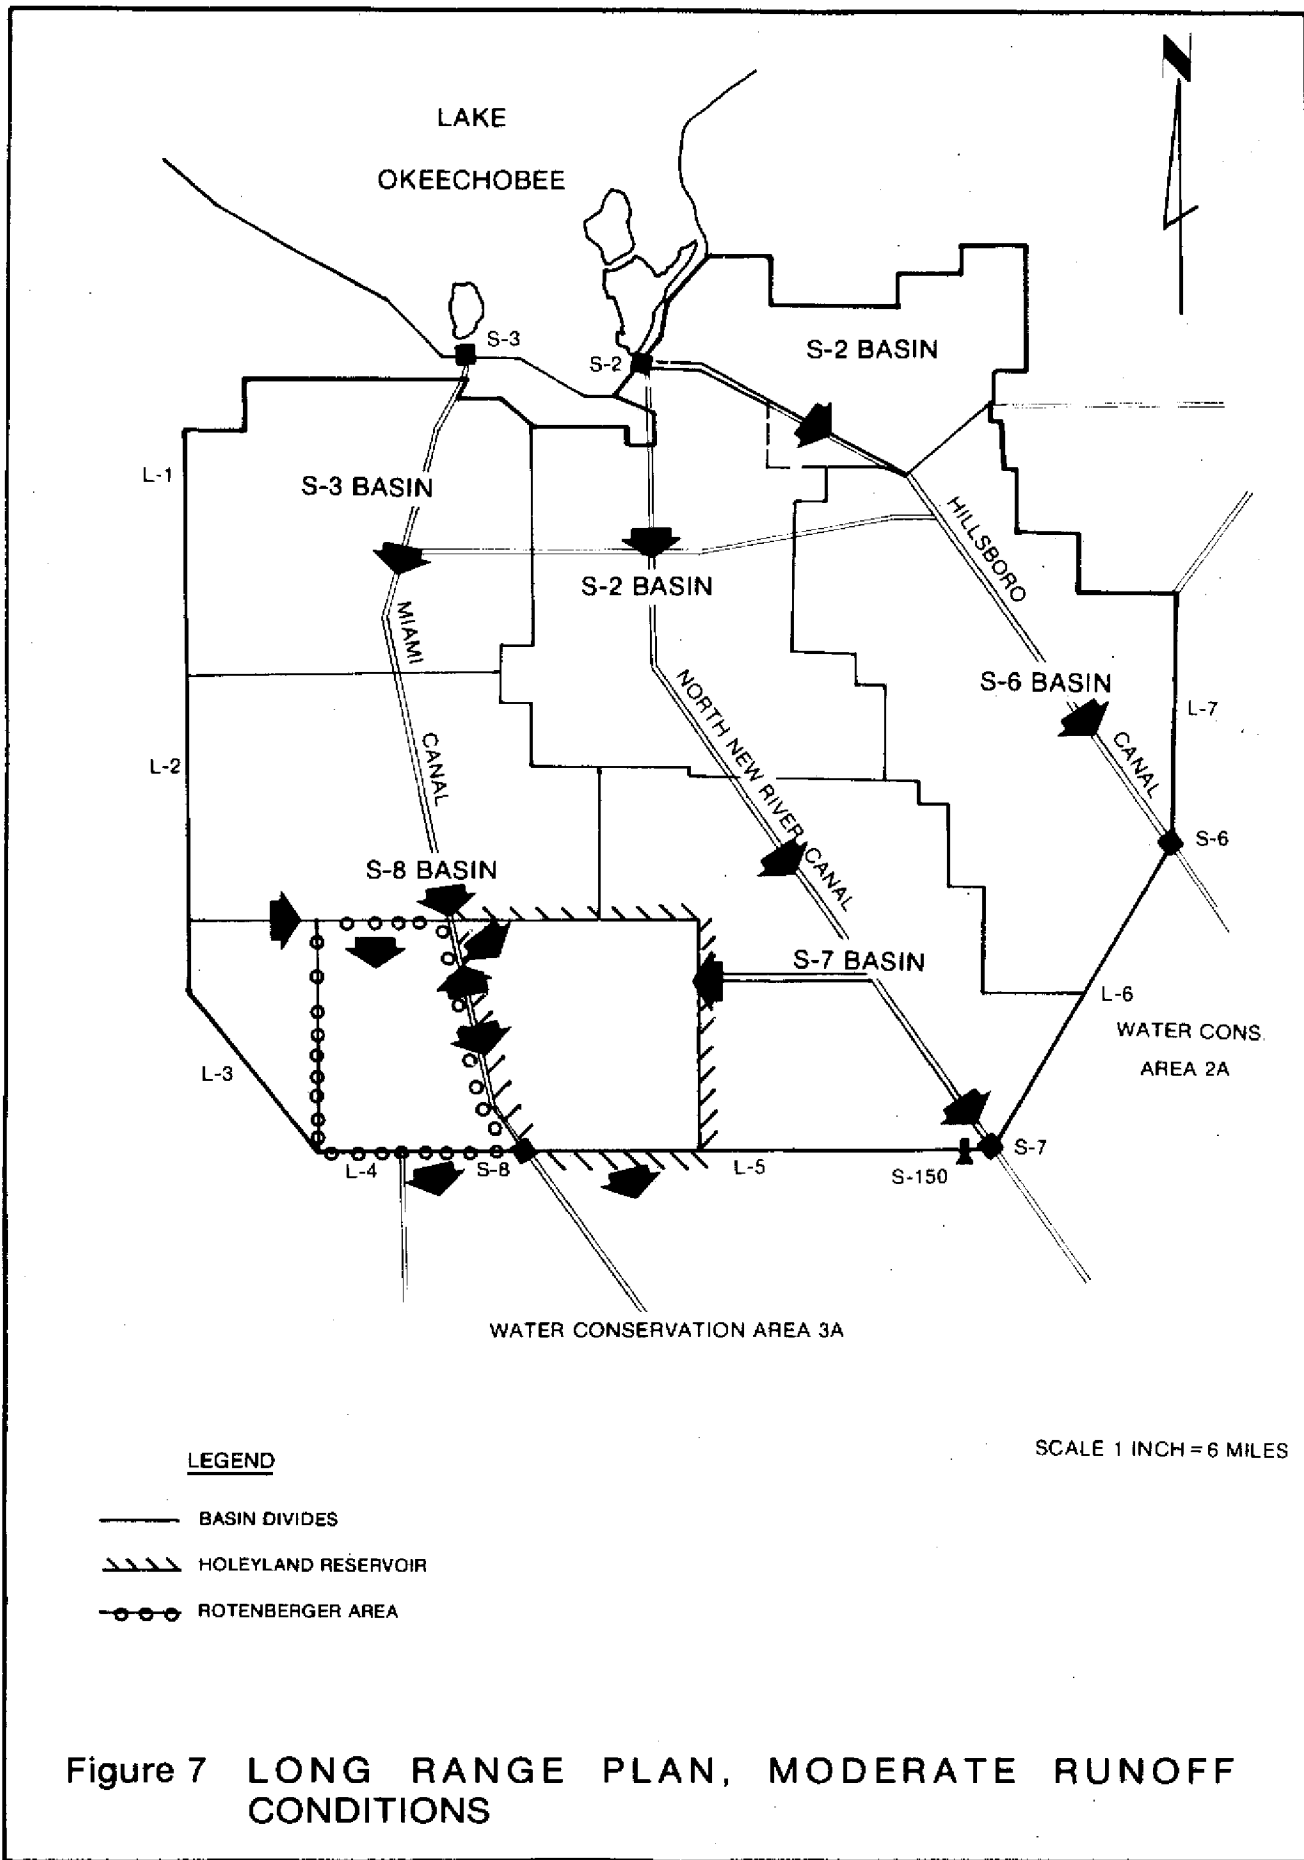 N
LAKE
OKEECHOBEE
S-3
S-2
S-2 BASIN
L-1
S-3 BASIN
HILLSBORO
S-2 BASIN
MIAMI
S-6 BASIN
NORTH NEW RIVER CANAL
L-7
L-2
CANAL
CANAL
S-6
S-8 BASIN
S-7 BASIN
L-6
WATER CONS.
AREA 2A
L-3
L-4
S-8
L-5
S-150
S-7
WATER CONSERVATION AREA 3A
SCALE 1 INCH = 6 MILES
LEGEND
BASIN DIVIDES
HOLEYLAND RESERVOIR
ROTENBERGER AREA
Figure 7 LONG RANGE PLAN, MODERATE RUNOFF
CONDITIONS